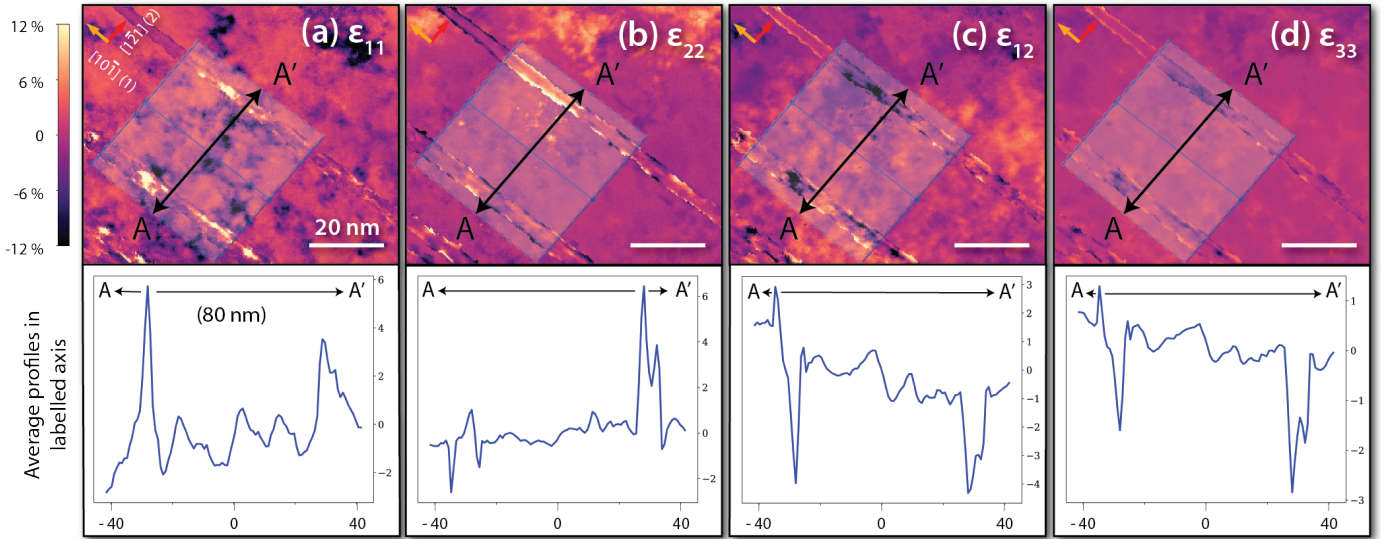 12 %
6 %
0
-6 %
-12 %
[101̄] (1)
[1̄2̄1] (2)
(a) ε11
A'
A
20 nm
(b) ε22
A'
A
(c) ε12
A'
A
(d) ε33
A'
A
Average profiles in
labelled axis
A
A'
(80 nm)
6
4
2
0
−2
- 40
0
40
A
A'
6
4
2
0
−2
- 40
0
40
A
A'
3
2
1
0
−1
−2
−3
−4
- 40
0
40
A
A'
1
0
−1
−2
−3
- 40
0
40